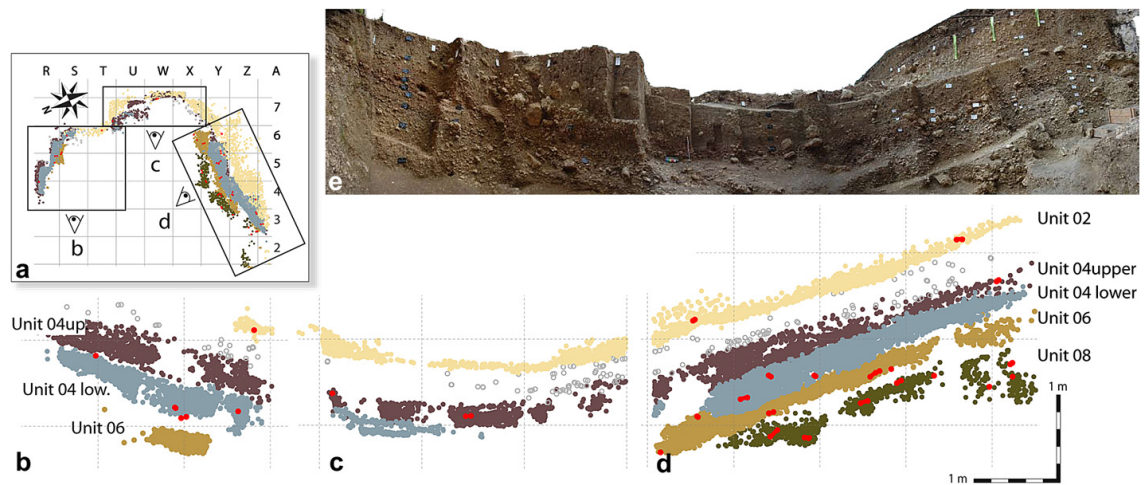 R S T U W X Y Z A
7
6
5
4
3
2
N
c
d
b
a
e
Unit 02
Unit 04upper
Unit 04 lower
Unit 06
Unit 08
Unit 04up.
Unit 04 low.
Unit 06
1 m
1 m
b
c
d